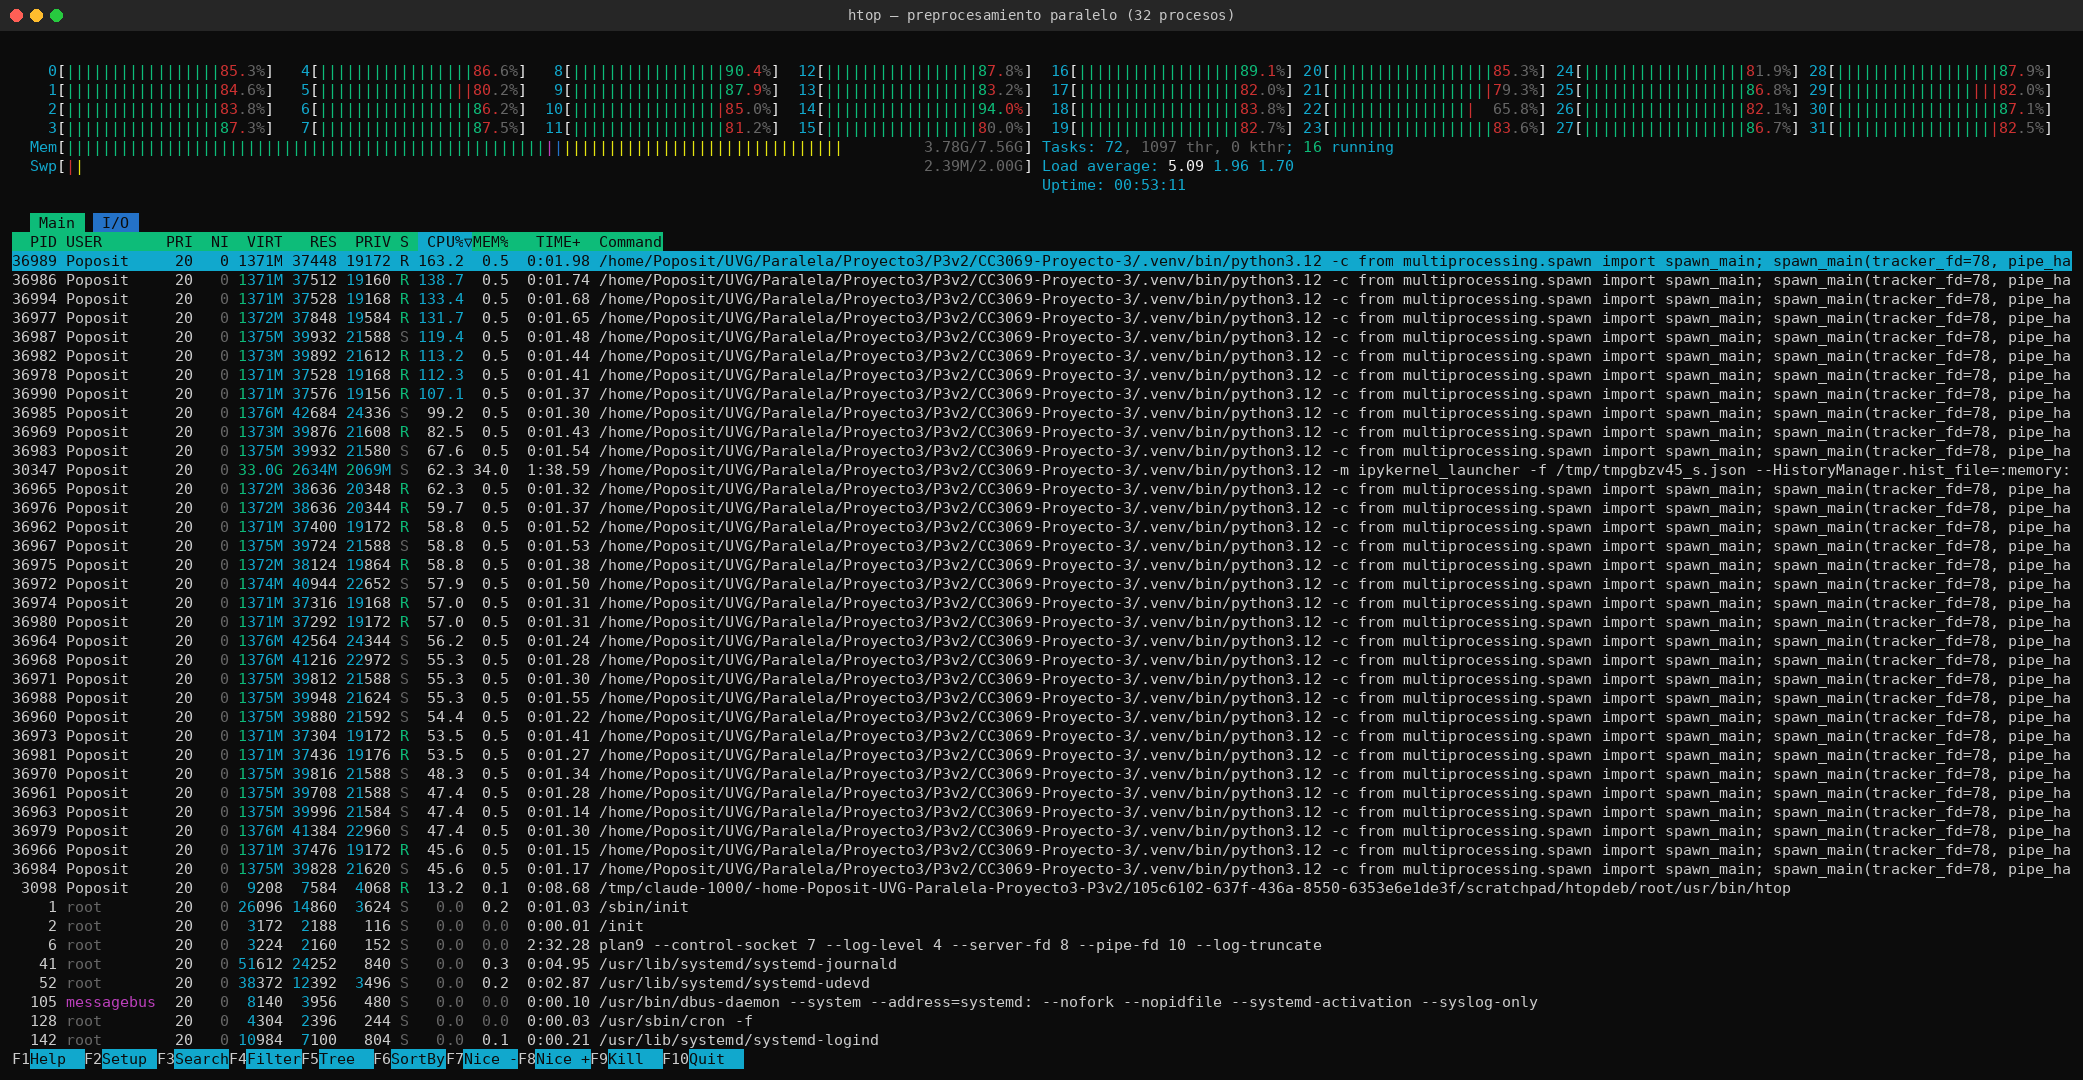 htop — preprocesamiento paralelo (32 procesos)
0[|||||||||||||||||85.3%] 4[|||||||||||||||||86.6%] 8[|||||||||||||||||90.4%] 12[|||||||||||||||||87.8%] 16[||||||||||||||||||89.1%] 20[||||||||||||||||||85.3%] 24[||||||||||||||||||81.9%] 28[||||||||||||||||||87.9%]
1[|||||||||||||||||84.6%] 5[|||||||||||||||||80.2%] 9[|||||||||||||||||87.9%] 13[|||||||||||||||||83.2%] 17[||||||||||||||||||82.0%] 21[||||||||||||||||||79.3%] 25[||||||||||||||||||86.8%] 29[||||||||||||||||||82.0%]
2[|||||||||||||||||83.8%] 6[|||||||||||||||||86.2%] 10[|||||||||||||||||85.0%] 14[|||||||||||||||||94.0%] 18[||||||||||||||||||83.8%] 22[|||||||||||||||| 65.8%] 26[||||||||||||||||||82.1%] 30[||||||||||||||||||87.1%]
3[|||||||||||||||||87.3%] 7[|||||||||||||||||87.5%] 11[|||||||||||||||||81.2%] 15[|||||||||||||||||80.0%] 19[||||||||||||||||||82.7%] 23[||||||||||||||||||83.6%] 27[||||||||||||||||||86.7%] 31[||||||||||||||||||82.5%]
Mem[|||||||||||||||||||||||||||||||||||||||||||||||||||||||||||||||||||||||||||||||||||||| 3.78G/7.56G] Tasks: 72, 1097 thr, 0 kthr; 16 running
Swp[|| 2.39M/2.00G] Load average: 5.09 1.96 1.70
Uptime: 00:53:11
Main I/O
PID USER PRI NI VIRT RES PRIV S CPU%▽MEM% TIME+ Command
36989 Poposit 20 0 1371M 37448 19172 R 163.2 0.5 0:01.98 /home/Poposit/UVG/Paralela/Proyecto3/P3v2/CC3069-Proyecto-3/.venv/bin/python3.12 -c from multiprocessing.spawn import spawn_main; spawn_main(tracker_fd=78, pipe_ha
36986 Poposit 20 0 1371M 37512 19160 R 138.7 0.5 0:01.74 /home/Poposit/UVG/Paralela/Proyecto3/P3v2/CC3069-Proyecto-3/.venv/bin/python3.12 -c from multiprocessing.spawn import spawn_main; spawn_main(tracker_fd=78, pipe_ha
36994 Poposit 20 0 1371M 37528 19168 R 133.4 0.5 0:01.68 /home/Poposit/UVG/Paralela/Proyecto3/P3v2/CC3069-Proyecto-3/.venv/bin/python3.12 -c from multiprocessing.spawn import spawn_main; spawn_main(tracker_fd=78, pipe_ha
36977 Poposit 20 0 1372M 37848 19584 R 131.7 0.5 0:01.65 /home/Poposit/UVG/Paralela/Proyecto3/P3v2/CC3069-Proyecto-3/.venv/bin/python3.12 -c from multiprocessing.spawn import spawn_main; spawn_main(tracker_fd=78, pipe_ha
36987 Poposit 20 0 1375M 39932 21588 S 119.4 0.5 0:01.48 /home/Poposit/UVG/Paralela/Proyecto3/P3v2/CC3069-Proyecto-3/.venv/bin/python3.12 -c from multiprocessing.spawn import spawn_main; spawn_main(tracker_fd=78, pipe_ha
36982 Poposit 20 0 1373M 39892 21612 R 113.2 0.5 0:01.44 /home/Poposit/UVG/Paralela/Proyecto3/P3v2/CC3069-Proyecto-3/.venv/bin/python3.12 -c from multiprocessing.spawn import spawn_main; spawn_main(tracker_fd=78, pipe_ha
36978 Poposit 20 0 1371M 37528 19168 R 112.3 0.5 0:01.41 /home/Poposit/UVG/Paralela/Proyecto3/P3v2/CC3069-Proyecto-3/.venv/bin/python3.12 -c from multiprocessing.spawn import spawn_main; spawn_main(tracker_fd=78, pipe_ha
36990 Poposit 20 0 1371M 37576 19156 R 107.1 0.5 0:01.37 /home/Poposit/UVG/Paralela/Proyecto3/P3v2/CC3069-Proyecto-3/.venv/bin/python3.12 -c from multiprocessing.spawn import spawn_main; spawn_main(tracker_fd=78, pipe_ha
36985 Poposit 20 0 1376M 42684 24336 S 99.2 0.5 0:01.30 /home/Poposit/UVG/Paralela/Proyecto3/P3v2/CC3069-Proyecto-3/.venv/bin/python3.12 -c from multiprocessing.spawn import spawn_main; spawn_main(tracker_fd=78, pipe_ha
36969 Poposit 20 0 1373M 39876 21608 R 82.5 0.5 0:01.43 /home/Poposit/UVG/Paralela/Proyecto3/P3v2/CC3069-Proyecto-3/.venv/bin/python3.12 -c from multiprocessing.spawn import spawn_main; spawn_main(tracker_fd=78, pipe_ha
36983 Poposit 20 0 1375M 39932 21580 S 67.6 0.5 0:01.54 /home/Poposit/UVG/Paralela/Proyecto3/P3v2/CC3069-Proyecto-3/.venv/bin/python3.12 -c from multiprocessing.spawn import spawn_main; spawn_main(tracker_fd=78, pipe_ha
30347 Poposit 20 0 33.0G 2634M 2069M S 62.3 34.0 1:38.59 /home/Poposit/UVG/Paralela/Proyecto3/P3v2/CC3069-Proyecto-3/.venv/bin/python3.12 -m ipykernel_launcher -f /tmp/tmpgbzv45_s.json --HistoryManager.hist_file=:memory:
36965 Poposit 20 0 1372M 38636 20348 R 62.3 0.5 0:01.32 /home/Poposit/UVG/Paralela/Proyecto3/P3v2/CC3069-Proyecto-3/.venv/bin/python3.12 -c from multiprocessing.spawn import spawn_main; spawn_main(tracker_fd=78, pipe_ha
36976 Poposit 20 0 1372M 38636 20344 R 59.7 0.5 0:01.37 /home/Poposit/UVG/Paralela/Proyecto3/P3v2/CC3069-Proyecto-3/.venv/bin/python3.12 -c from multiprocessing.spawn import spawn_main; spawn_main(tracker_fd=78, pipe_ha
36962 Poposit 20 0 1371M 37400 19172 R 58.8 0.5 0:01.52 /home/Poposit/UVG/Paralela/Proyecto3/P3v2/CC3069-Proyecto-3/.venv/bin/python3.12 -c from multiprocessing.spawn import spawn_main; spawn_main(tracker_fd=78, pipe_ha
36967 Poposit 20 0 1375M 39724 21588 S 58.8 0.5 0:01.53 /home/Poposit/UVG/Paralela/Proyecto3/P3v2/CC3069-Proyecto-3/.venv/bin/python3.12 -c from multiprocessing.spawn import spawn_main; spawn_main(tracker_fd=78, pipe_ha
36975 Poposit 20 0 1372M 38124 19864 R 58.8 0.5 0:01.38 /home/Poposit/UVG/Paralela/Proyecto3/P3v2/CC3069-Proyecto-3/.venv/bin/python3.12 -c from multiprocessing.spawn import spawn_main; spawn_main(tracker_fd=78, pipe_ha
36972 Poposit 20 0 1374M 40944 22652 S 57.9 0.5 0:01.50 /home/Poposit/UVG/Paralela/Proyecto3/P3v2/CC3069-Proyecto-3/.venv/bin/python3.12 -c from multiprocessing.spawn import spawn_main; spawn_main(tracker_fd=78, pipe_ha
36974 Poposit 20 0 1371M 37316 19168 R 57.0 0.5 0:01.31 /home/Poposit/UVG/Paralela/Proyecto3/P3v2/CC3069-Proyecto-3/.venv/bin/python3.12 -c from multiprocessing.spawn import spawn_main; spawn_main(tracker_fd=78, pipe_ha
36980 Poposit 20 0 1371M 37292 19172 R 57.0 0.5 0:01.31 /home/Poposit/UVG/Paralela/Proyecto3/P3v2/CC3069-Proyecto-3/.venv/bin/python3.12 -c from multiprocessing.spawn import spawn_main; spawn_main(tracker_fd=78, pipe_ha
36964 Poposit 20 0 1376M 42564 24344 S 56.2 0.5 0:01.24 /home/Poposit/UVG/Paralela/Proyecto3/P3v2/CC3069-Proyecto-3/.venv/bin/python3.12 -c from multiprocessing.spawn import spawn_main; spawn_main(tracker_fd=78, pipe_ha
36968 Poposit 20 0 1376M 41216 22972 S 55.3 0.5 0:01.28 /home/Poposit/UVG/Paralela/Proyecto3/P3v2/CC3069-Proyecto-3/.venv/bin/python3.12 -c from multiprocessing.spawn import spawn_main; spawn_main(tracker_fd=78, pipe_ha
36971 Poposit 20 0 1375M 39812 21588 S 55.3 0.5 0:01.30 /home/Poposit/UVG/Paralela/Proyecto3/P3v2/CC3069-Proyecto-3/.venv/bin/python3.12 -c from multiprocessing.spawn import spawn_main; spawn_main(tracker_fd=78, pipe_ha
36988 Poposit 20 0 1375M 39948 21624 S 55.3 0.5 0:01.55 /home/Poposit/UVG/Paralela/Proyecto3/P3v2/CC3069-Proyecto-3/.venv/bin/python3.12 -c from multiprocessing.spawn import spawn_main; spawn_main(tracker_fd=78, pipe_ha
36960 Poposit 20 0 1375M 39880 21592 S 54.4 0.5 0:01.22 /home/Poposit/UVG/Paralela/Proyecto3/P3v2/CC3069-Proyecto-3/.venv/bin/python3.12 -c from multiprocessing.spawn import spawn_main; spawn_main(tracker_fd=78, pipe_ha
36973 Poposit 20 0 1371M 37304 19172 R 53.5 0.5 0:01.41 /home/Poposit/UVG/Paralela/Proyecto3/P3v2/CC3069-Proyecto-3/.venv/bin/python3.12 -c from multiprocessing.spawn import spawn_main; spawn_main(tracker_fd=78, pipe_ha
36981 Poposit 20 0 1371M 37436 19176 R 53.5 0.5 0:01.27 /home/Poposit/UVG/Paralela/Proyecto3/P3v2/CC3069-Proyecto-3/.venv/bin/python3.12 -c from multiprocessing.spawn import spawn_main; spawn_main(tracker_fd=78, pipe_ha
36970 Poposit 20 0 1375M 39816 21588 S 48.3 0.5 0:01.34 /home/Poposit/UVG/Paralela/Proyecto3/P3v2/CC3069-Proyecto-3/.venv/bin/python3.12 -c from multiprocessing.spawn import spawn_main; spawn_main(tracker_fd=78, pipe_ha
36961 Poposit 20 0 1375M 39708 21588 S 47.4 0.5 0:01.28 /home/Poposit/UVG/Paralela/Proyecto3/P3v2/CC3069-Proyecto-3/.venv/bin/python3.12 -c from multiprocessing.spawn import spawn_main; spawn_main(tracker_fd=78, pipe_ha
36963 Poposit 20 0 1375M 39996 21584 S 47.4 0.5 0:01.14 /home/Poposit/UVG/Paralela/Proyecto3/P3v2/CC3069-Proyecto-3/.venv/bin/python3.12 -c from multiprocessing.spawn import spawn_main; spawn_main(tracker_fd=78, pipe_ha
36979 Poposit 20 0 1376M 41384 22960 S 47.4 0.5 0:01.30 /home/Poposit/UVG/Paralela/Proyecto3/P3v2/CC3069-Proyecto-3/.venv/bin/python3.12 -c from multiprocessing.spawn import spawn_main; spawn_main(tracker_fd=78, pipe_ha
36966 Poposit 20 0 1371M 37476 19172 R 45.6 0.5 0:01.15 /home/Poposit/UVG/Paralela/Proyecto3/P3v2/CC3069-Proyecto-3/.venv/bin/python3.12 -c from multiprocessing.spawn import spawn_main; spawn_main(tracker_fd=78, pipe_ha
36984 Poposit 20 0 1375M 39828 21620 S 45.6 0.5 0:01.17 /home/Poposit/UVG/Paralela/Proyecto3/P3v2/CC3069-Proyecto-3/.venv/bin/python3.12 -c from multiprocessing.spawn import spawn_main; spawn_main(tracker_fd=78, pipe_ha
3098 Poposit 20 0 9208 7584 4068 R 13.2 0.1 0:08.68 /tmp/claude-1000/-home-Poposit-UVG-Paralela-Proyecto3-P3v2/105c6102-637f-436a-8550-6353e6e1de3f/scratchpad/htopdeb/root/usr/bin/htop
1 root 20 0 26096 14860 3624 S 0.0 0.2 0:01.03 /sbin/init
2 root 20 0 3172 2188 116 S 0.0 0.0 0:00.01 /init
6 root 20 0 3224 2160 152 S 0.0 0.0 2:32.28 plan9 --control-socket 7 --log-level 4 --server-fd 8 --pipe-fd 10 --log-truncate
41 root 20 0 51612 24252 840 S 0.0 0.3 0:04.95 /usr/lib/systemd/systemd-journald
52 root 20 0 38372 12392 3496 S 0.0 0.2 0:02.87 /usr/lib/systemd/systemd-udevd
105 messagebus 20 0 8140 3956 480 S 0.0 0.0 0:00.10 /usr/bin/dbus-daemon --system --address=systemd: --nofork --nopidfile --systemd-activation --syslog-only
128 root 20 0 4304 2396 244 S 0.0 0.0 0:00.03 /usr/sbin/cron -f
142 root 20 0 10984 7100 804 S 0.0 0.1 0:00.21 /usr/lib/systemd/systemd-logind
F1Help F2Setup F3SearchF4FilterF5Tree F6SortByF7Nice -F8Nice +F9Kill F10Quit